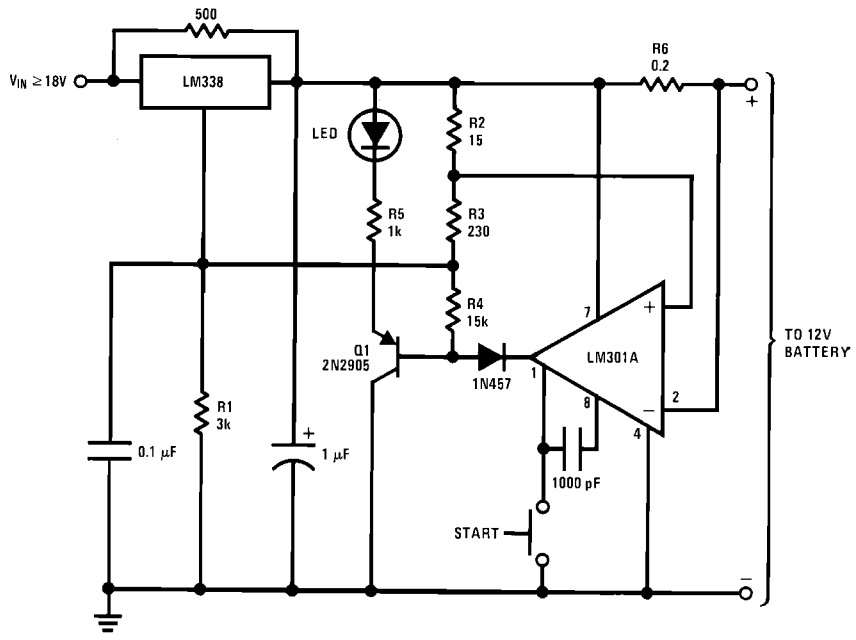 500
V_IN ≥ 18V
LM338
R6
0.2
+
LED
R2
15
R5
1k
R3
230
R4
15k
7
+
TO 12V
BATTERY
Q1
2N2905
1N457
LM301A
1
8
2
−
4
R1
3k
0.1 μF
+
1 μF
1000 pF
START
−